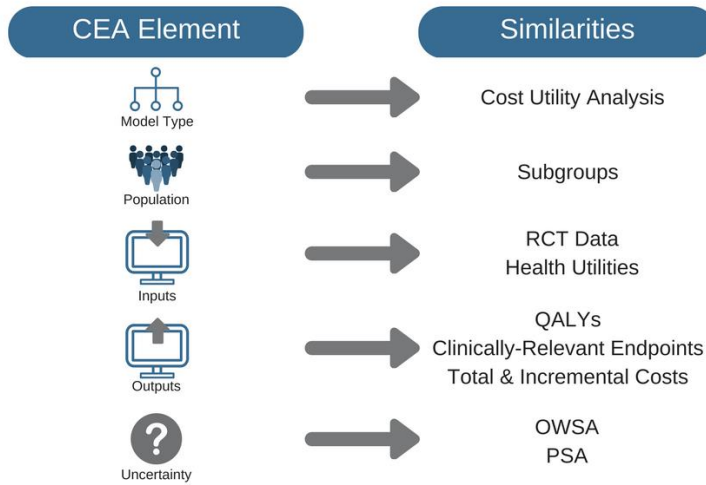 CEA Element
Similarities
Model Type
Cost Utility Analysis
Population
Subgroups
Inputs
RCT Data
Health Utilities
Outputs
QALYs
Clinically-Relevant Endpoints
Total & Incremental Costs
?
Uncertainty
OWSA
PSA